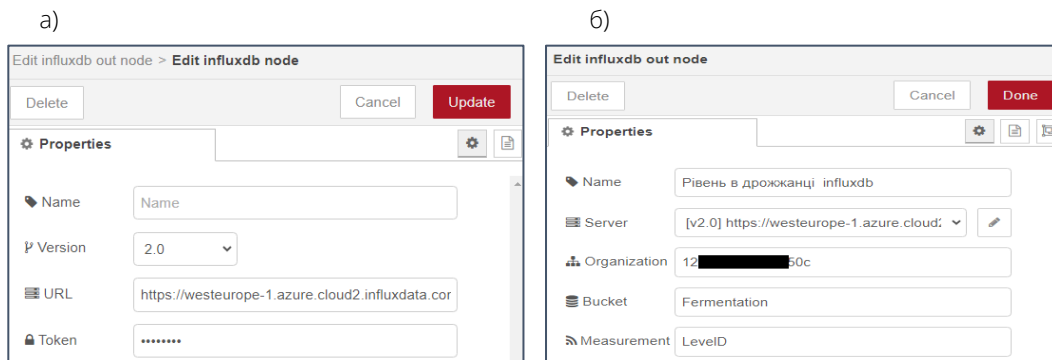 а)
б)
Edit influxdb out node > Edit influxdb node
Delete
Cancel
Update
Properties
Name
Name
Version
2.0
URL
https://westeurope-1.azure.cloud2.influxdata.cor
Token
••••••••
Edit influxdb out node
Delete
Cancel
Done
Properties
Name
Рівень в дрожжанці influxdb
Server
[v2.0] https://westeurope-1.azure.cloud2
Organization
12 50c
Bucket
Fermentation
Measurement
LevelD